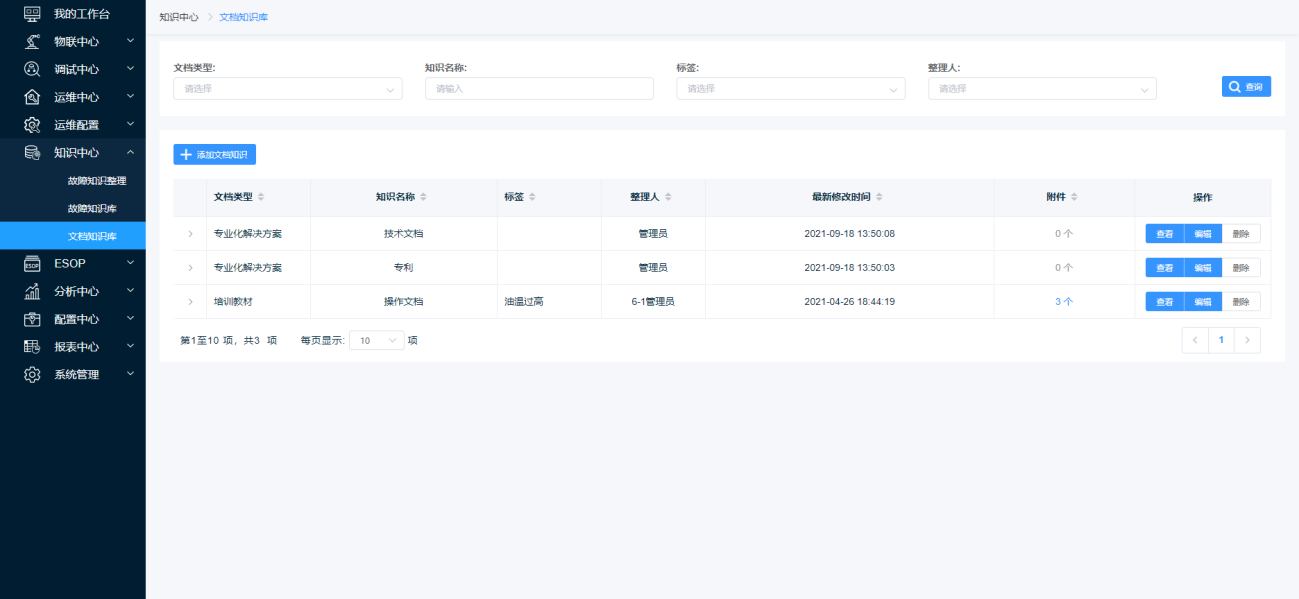 我的工作台
物联中心
调试中心
运维中心
运维配置
知识中心
故障知识整理
故障知识库
文档知识库
ESOP
ESOP
分析中心
配置中心
报表中心
系统管理
知识中心 > 文档知识库
文档类型: 知识名称: 标签: 整理人:
请选择 请输入 请选择 请选择 查询
添加文档知识
文档类型 知识名称 标签 整理人 最新修改时间 附件 操作
专业化解决方案 技术文档 管理员 2021-09-18 13:50:08 0 个 查看 编辑 删除
专业化解决方案 专利 管理员 2021-09-18 13:50:03 0 个 查看 编辑 删除
培训教材 操作文档 油温过高 6-1管理员 2021-04-26 18:44:19 3 个 查看 编辑 删除
第1至10 项，共3 项 每页显示: 10 项 < 1 >